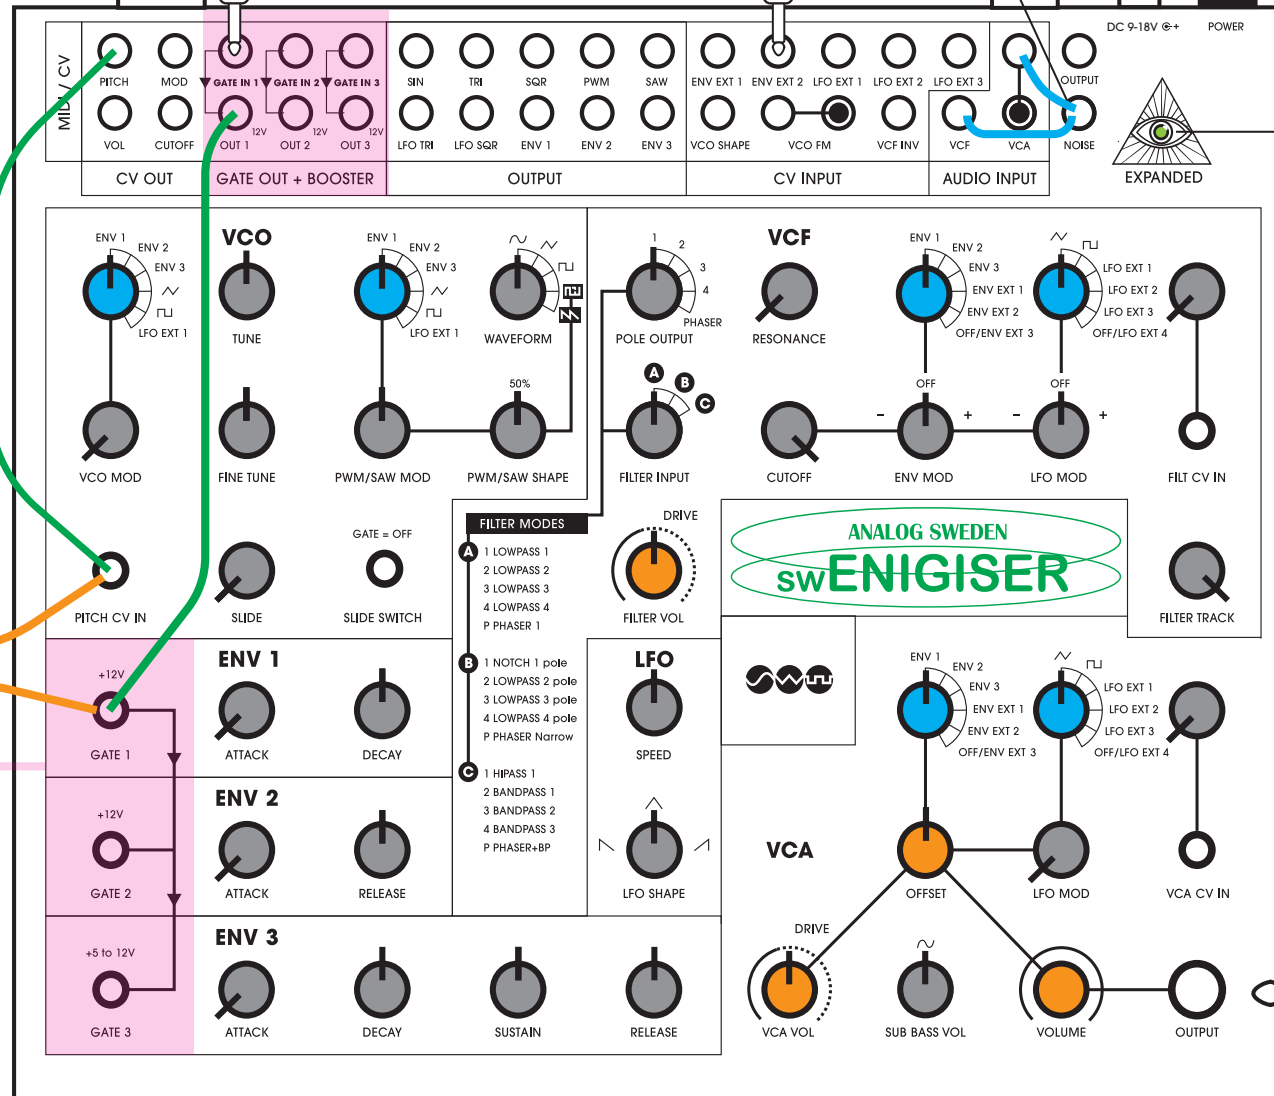 DC 9-18V
POWER
MIDI / CV
PITCH
MOD
GATE IN 1
GATE IN 2
GATE IN 3
SIN
TRI
SQR
PWM
SAW
ENV EXT 1
ENV EXT 2
LFO EXT 1
LFO EXT 2
LFO EXT 3
OUTPUT
12V
12V
12V
VOL
CUTOFF
OUT 1
OUT 2
OUT 3
LFO TRI
LFO SQR
ENV 1
ENV 2
ENV 3
VCO SHAPE
VCO FM
VCF INV
VCF
VCA
NOISE
CV OUT
GATE OUT + BOOSTER
OUTPUT
CV INPUT
AUDIO INPUT
EXPANDED
VCO
ENV 1
ENV 2
ENV 3
LFO EXT 1
TUNE
ENV 1
ENV 2
ENV 3
LFO EXT 1
WAVEFORM
VCO MOD
FINE TUNE
PWM/SAW MOD
50%
PWM/SAW SHAPE
PITCH CV IN
SLIDE
GATE = OFF
SLIDE SWITCH
VCF
1
2
3
4
PHASER
POLE OUTPUT
RESONANCE
ENV 1
ENV 2
ENV 3
ENV EXT 1
ENV EXT 2
OFF/ENV EXT 3
LFO EXT 1
LFO EXT 2
LFO EXT 3
OFF/LFO EXT 4
A
B
C
FILTER INPUT
CUTOFF
OFF
-
+
ENV MOD
OFF
-
+
LFO MOD
FILT CV IN
DRIVE
FILTER VOL
ANALOG SWEDEN
swENIGISER
FILTER TRACK
FILTER MODES
A
1 LOWPASS 1
2 LOWPASS 2
3 LOWPASS 3
4 LOWPASS 4
P PHASER 1
B
1 NOTCH 1 pole
2 LOWPASS 2 pole
3 LOWPASS 3 pole
4 LOWPASS 4 pole
P PHASER Narrow
C
1 HIPASS 1
2 BANDPASS 1
3 BANDPASS 2
4 BANDPASS 3
P PHASER+BP
+12V
GATE 1
ENV 1
ATTACK
DECAY
+12V
GATE 2
ENV 2
ATTACK
RELEASE
+5 to 12V
GATE 3
ENV 3
ATTACK
DECAY
SUSTAIN
RELEASE
LFO
SPEED
LFO SHAPE
VCA
ENV 1
ENV 2
ENV 3
ENV EXT 1
ENV EXT 2
OFF/ENV EXT 3
LFO EXT 1
LFO EXT 2
LFO EXT 3
OFF/LFO EXT 4
OFFSET
LFO MOD
VCA CV IN
DRIVE
VCA VOL
SUB BASS VOL
VOLUME
OUTPUT